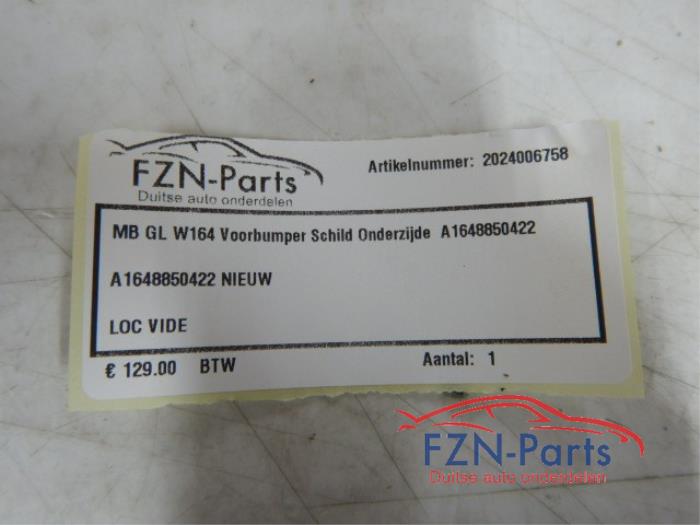 FZN-Parts
Duitse auto onderdelen
Artikelnummer: 2024006758
MB GL W164 Voorbumper Schild Onderzijde A1648850422
A1648850422 NIEUW
LOC VIDE
€ 129.00 BTW
Aantal: 1
FZN-Parts
Duitse auto onderdelen